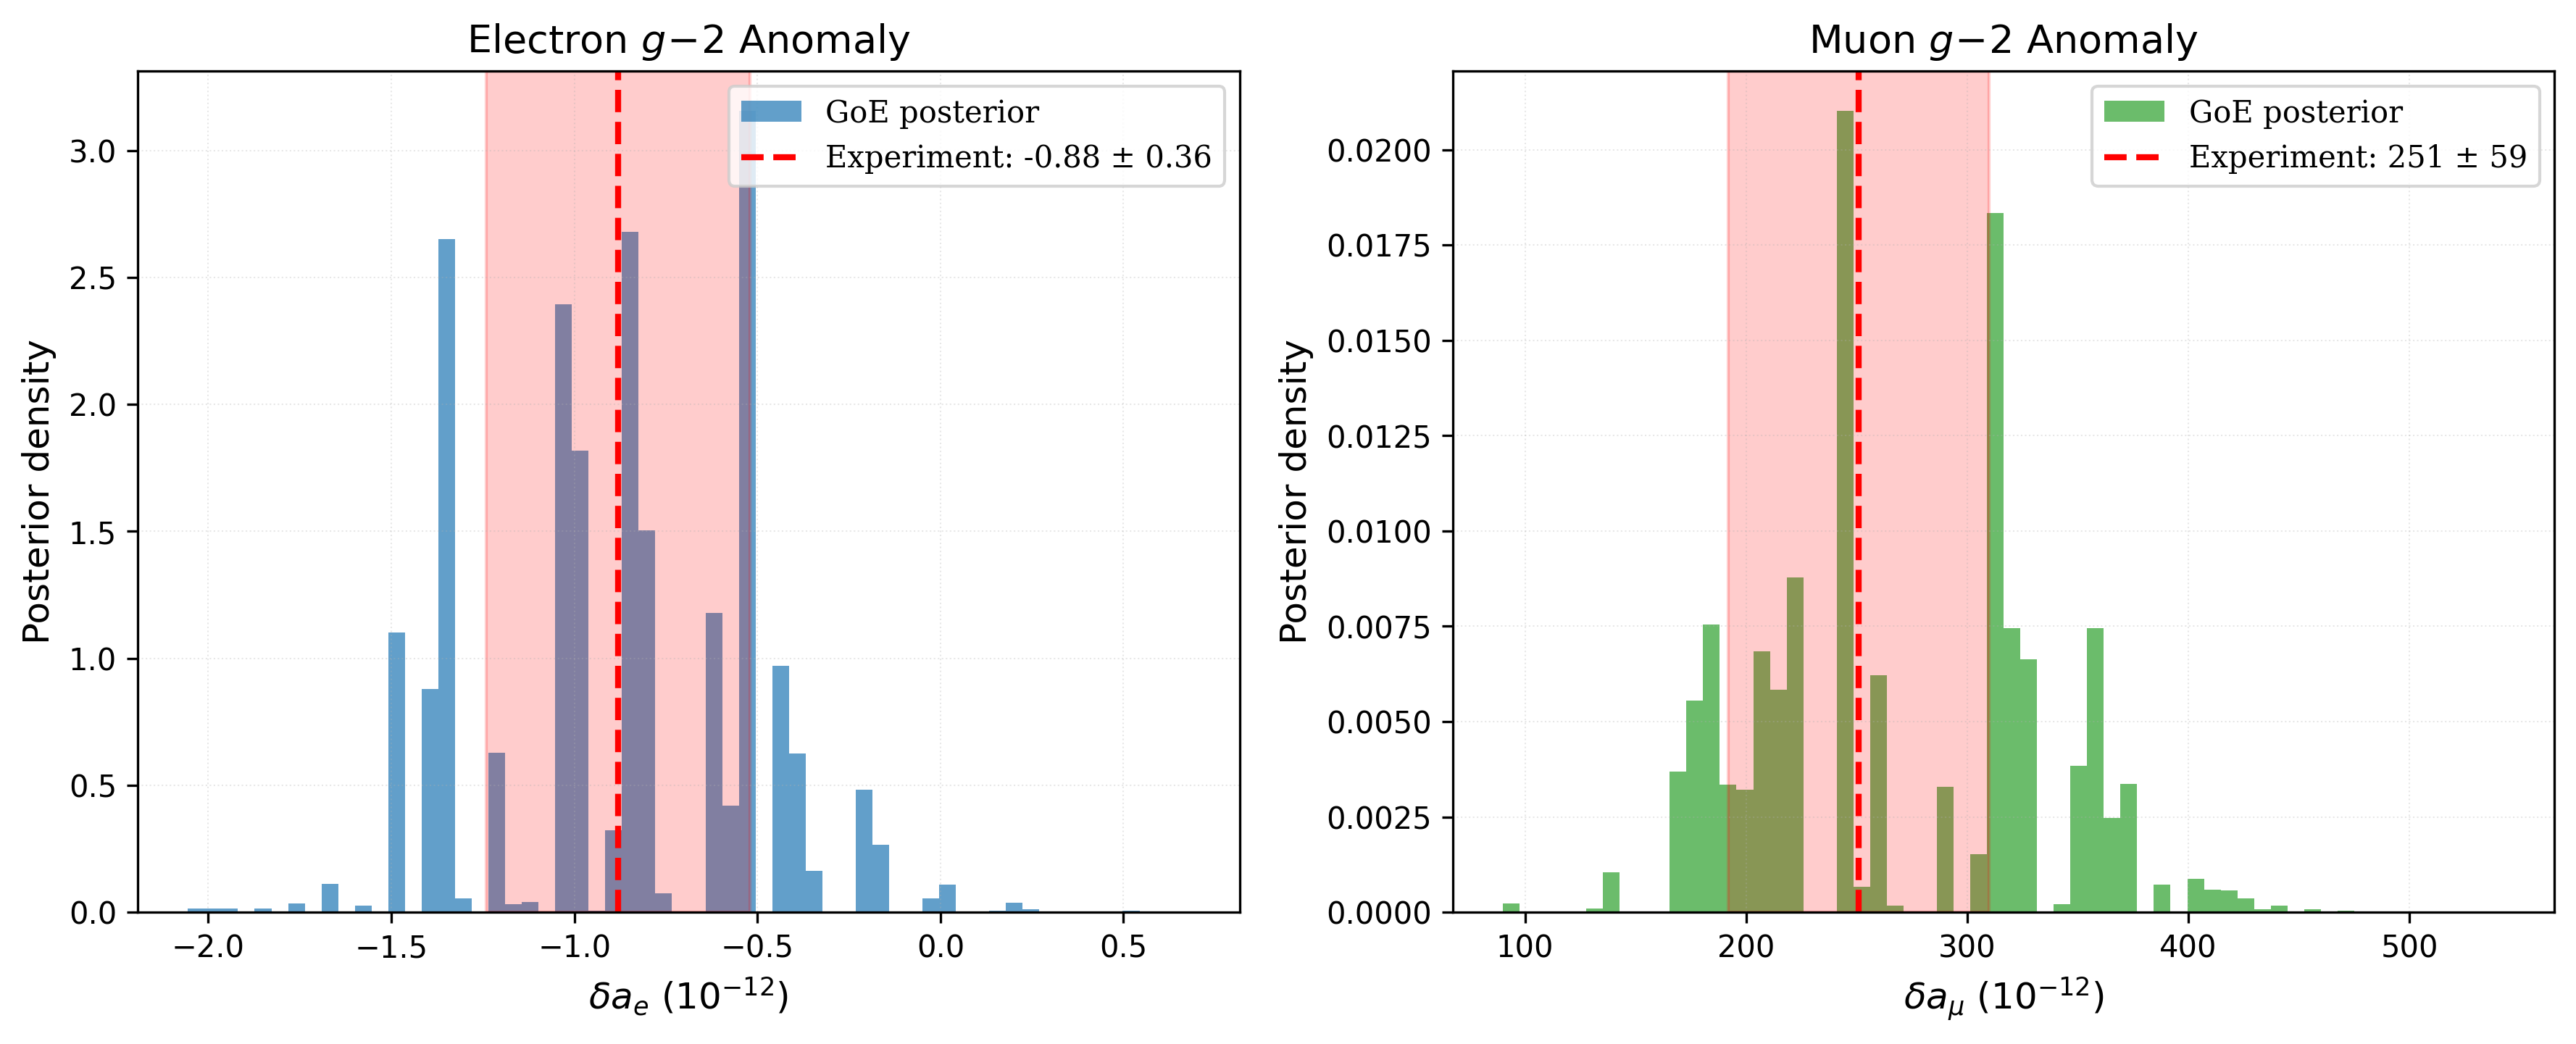 Electron g−2 Anomaly
Posterior density
3.0
2.5
2.0
1.5
1.0
0.5
0.0
−2.0 −1.5 −1.0 −0.5 0.0 0.5
δaₑ (10⁻¹²)
GoE posterior
Experiment: -0.88 ± 0.36
Muon g−2 Anomaly
Posterior density
0.0200
0.0175
0.0150
0.0125
0.0100
0.0075
0.0050
0.0025
0.0000
100 200 300 400 500
δa_μ (10⁻¹²)
GoE posterior
Experiment: 251 ± 59